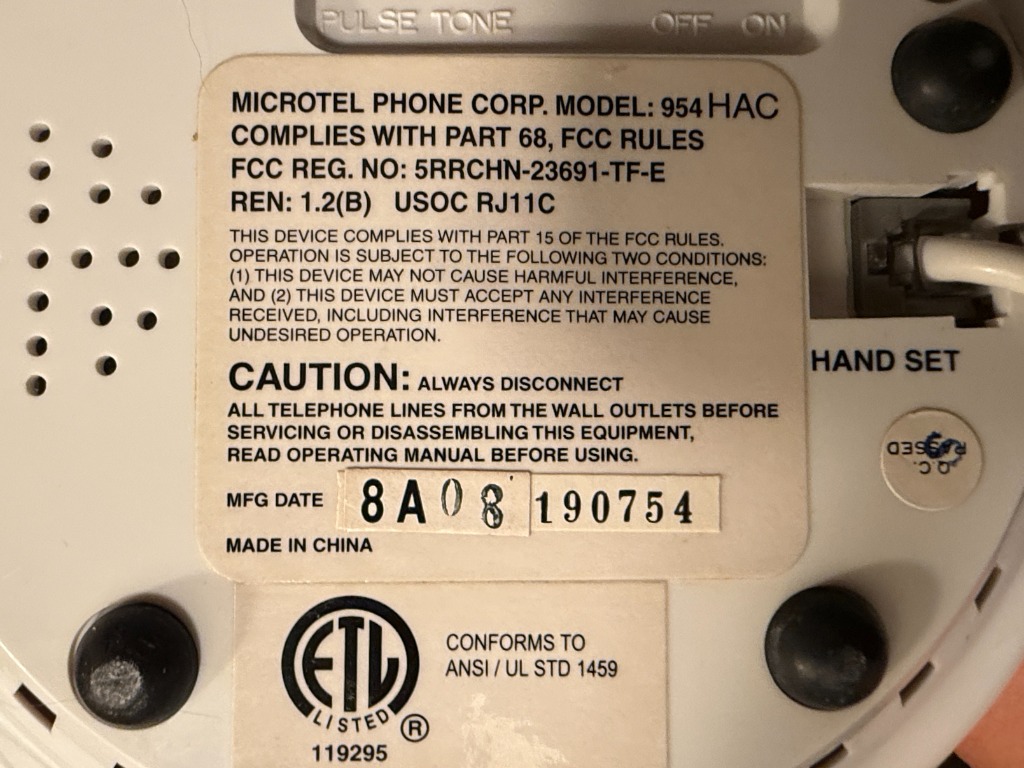 PULSE TONE OFF ON
MICROTEL PHONE CORP. MODEL: 954 HAC
COMPLIES WITH PART 68, FCC RULES
FCC REG. NO: 5RRCHN-23691-TF-E
REN: 1.2(B) USOC RJ11C
THIS DEVICE COMPLIES WITH PART 15 OF THE FCC RULES.
OPERATION IS SUBJECT TO THE FOLLOWING TWO CONDITIONS:
(1) THIS DEVICE MAY NOT CAUSE HARMFUL INTERFERENCE,
AND (2) THIS DEVICE MUST ACCEPT ANY INTERFERENCE
RECEIVED, INCLUDING INTERFERENCE THAT MAY CAUSE
UNDESIRED OPERATION.
CAUTION: ALWAYS DISCONNECT
ALL TELEPHONE LINES FROM THE WALL OUTLETS BEFORE
SERVICING OR DISASSEMBLING THIS EQUIPMENT,
READ OPERATING MANUAL BEFORE USING.
MFG DATE 8A08 190754
MADE IN CHINA
HAND SET
Q.C.
PASSED
ETL
LISTED
®
119295
CONFORMS TO
ANSI / UL STD 1459